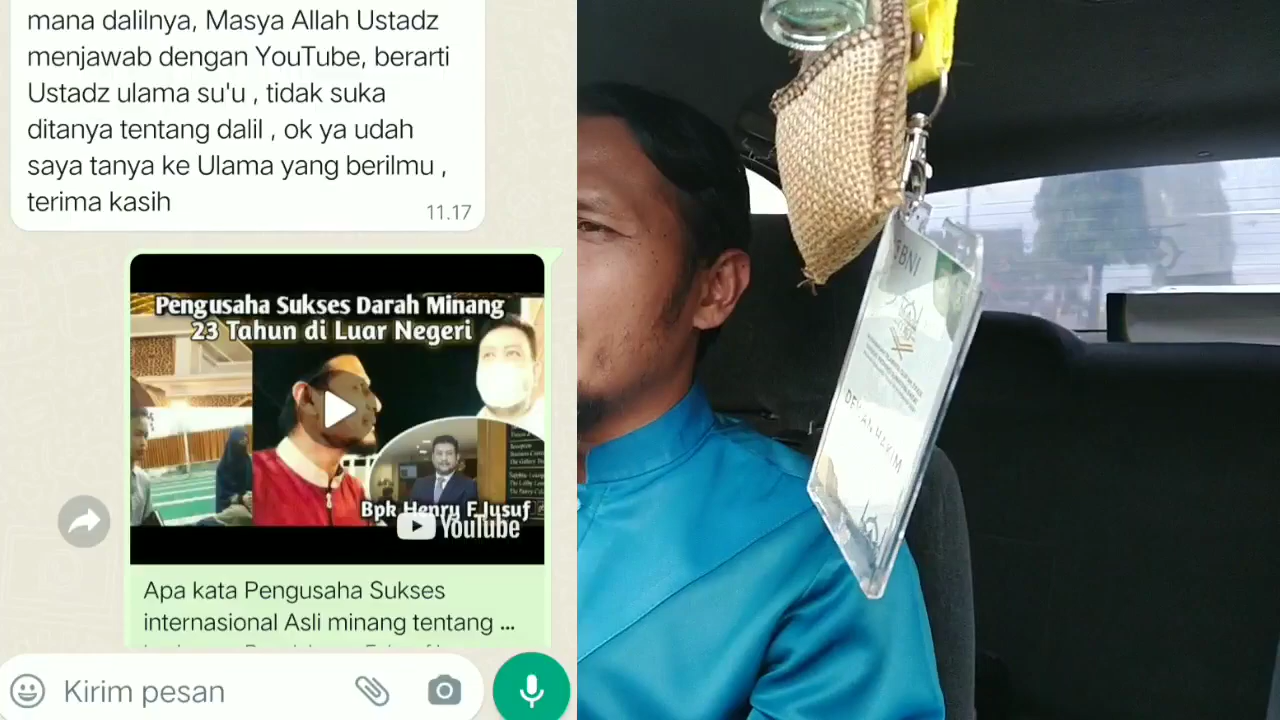 mana dalilnya, Masya Allah Ustadz
menjawab dengan YouTube, berarti
Ustadz ulama su'u , tidak suka
ditanya tentang dalil , ok ya udah
saya tanya ke Ulama yang berilmu ,
terima kasih
11.17
Pengusaha Sukses Darah Minang
23 Tahun di Luar Negeri
Bpk Henry F Jusuf
YouTube
Apa kata Pengusaha Sukses
internasional Asli minang tentang ...
Kirim pesan
BNI